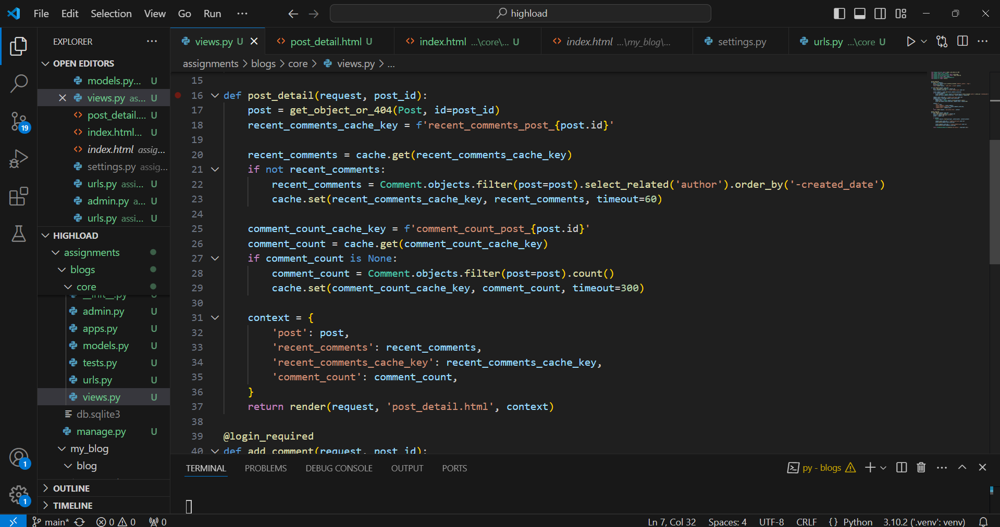 File Edit Selection View Go Run ···
highload
EXPLORER ···
OPEN EDITORS
models.py... U
views.py as... U
post_detail.... U
index.html... U
index.html assig...
settings.py assig...
urls.py assi... U
admin.py a... U
urls.py assi... U
HIGHLOAD
assignments
blogs
core
__init__.py U
admin.py U
apps.py U
models.py U
tests.py U
urls.py U
views.py U
db.sqlite3
manage.py U
my_blog
blog
OUTLINE
TIMELINE
19
1
1
views.py U post_detail.html U index.html ...\core\... U index.html ...\my_blog\... settings.py urls.py ...\core U ···
assignments > blogs > core > views.py > ...
15
16 def post_detail(request, post_id):
17 post = get_object_or_404(Post, id=post_id)
18 recent_comments_cache_key = f'recent_comments_post_{post.id}'
19
20 recent_comments = cache.get(recent_comments_cache_key)
21 if not recent_comments:
22 recent_comments = Comment.objects.filter(post=post).select_related('author').order_by('-created_date')
23 cache.set(recent_comments_cache_key, recent_comments, timeout=60)
24
25 comment_count_cache_key = f'comment_count_post_{post.id}'
26 comment_count = cache.get(comment_count_cache_key)
27 if comment_count is None:
28 comment_count = Comment.objects.filter(post=post).count()
29 cache.set(comment_count_cache_key, comment_count, timeout=300)
30
31 context = {
32 'post': post,
33 'recent_comments': recent_comments,
34 'recent_comments_cache_key': recent_comments_cache_key,
35 'comment_count': comment_count,
36 }
37 return render(request, 'post_detail.html', context)
38
39 @login_required
40 def add_comment(request, post_id):
TERMINAL PROBLEMS DEBUG CONSOLE OUTPUT PORTS py - blogs ···
main* 0 0 0 Ln 7, Col 32 Spaces: 4 UTF-8 CRLF {} Python 3.10.2 ('.venv': venv)